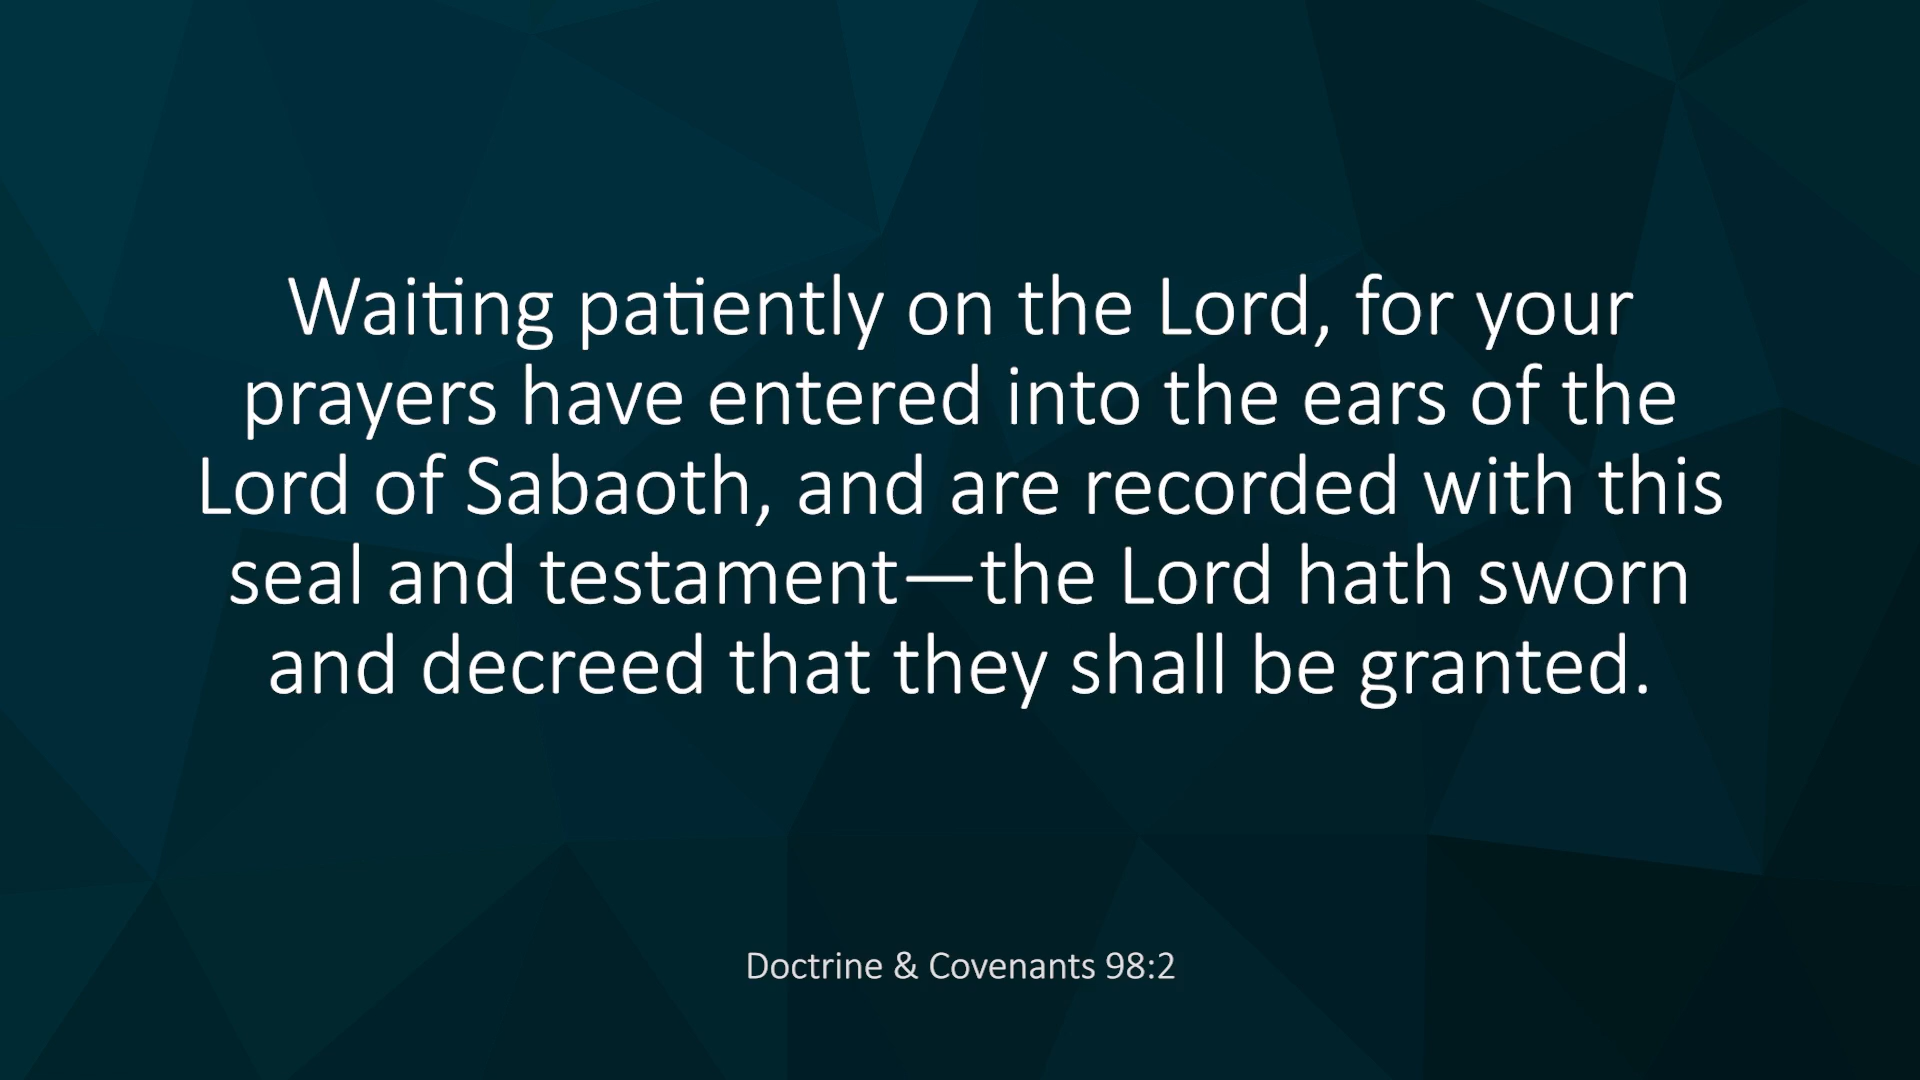 Waiting patiently on the Lord, for your
prayers have entered into the ears of the
Lord of Sabaoth, and are recorded with this
seal and testament—the Lord hath sworn
and decreed that they shall be granted.
Doctrine & Covenants 98:2